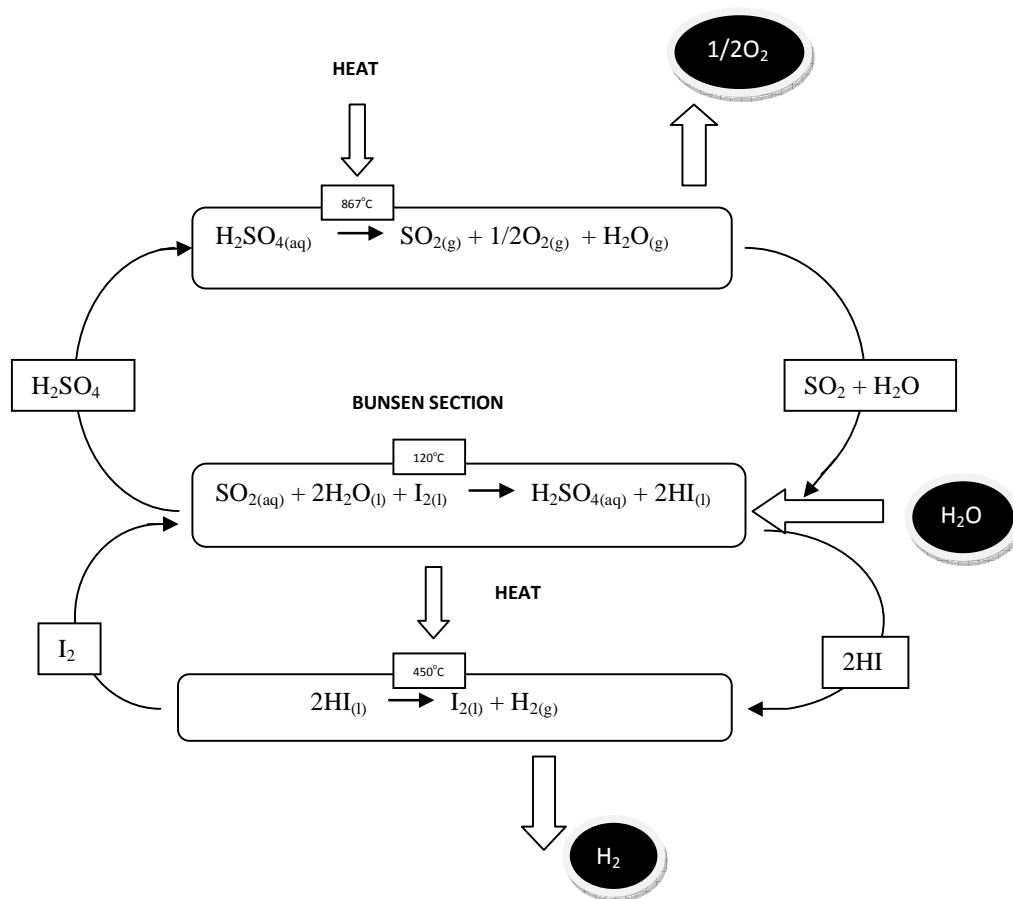 1/2O₂
HEAT
867°C
H₂SO₄(aq) → SO₂(g) + 1/2O₂(g) + H₂O(g)
H₂SO₄
SO₂ + H₂O
BUNSEN SECTION
120°C
SO₂(aq) + 2H₂O(l) + I₂(l) → H₂SO₄(aq) + 2HI(l)
H₂O
HEAT
I₂
2HI
450°C
2HI(l) → I₂(l) + H₂(g)
H₂